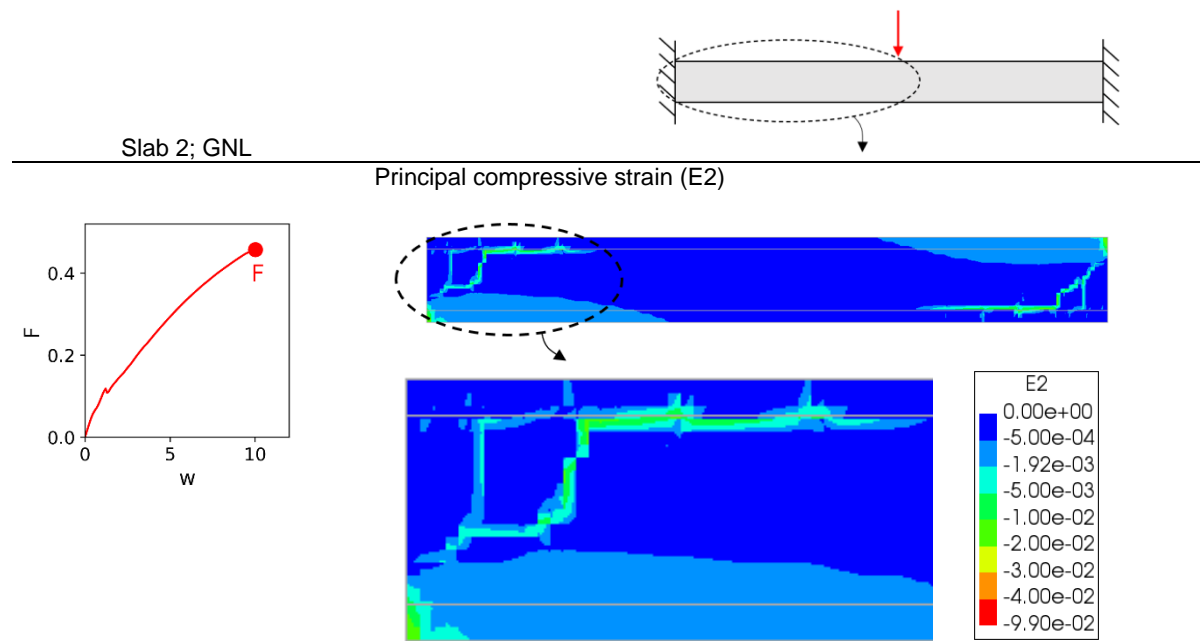 Slab 2; GNL
Principal compressive strain (E2)
F
0.4
0.2
0.0
F
0
5
10
w
E2
0.00e+00
-5.00e-04
-1.92e-03
-5.00e-03
-1.00e-02
-2.00e-02
-3.00e-02
-4.00e-02
-9.90e-02